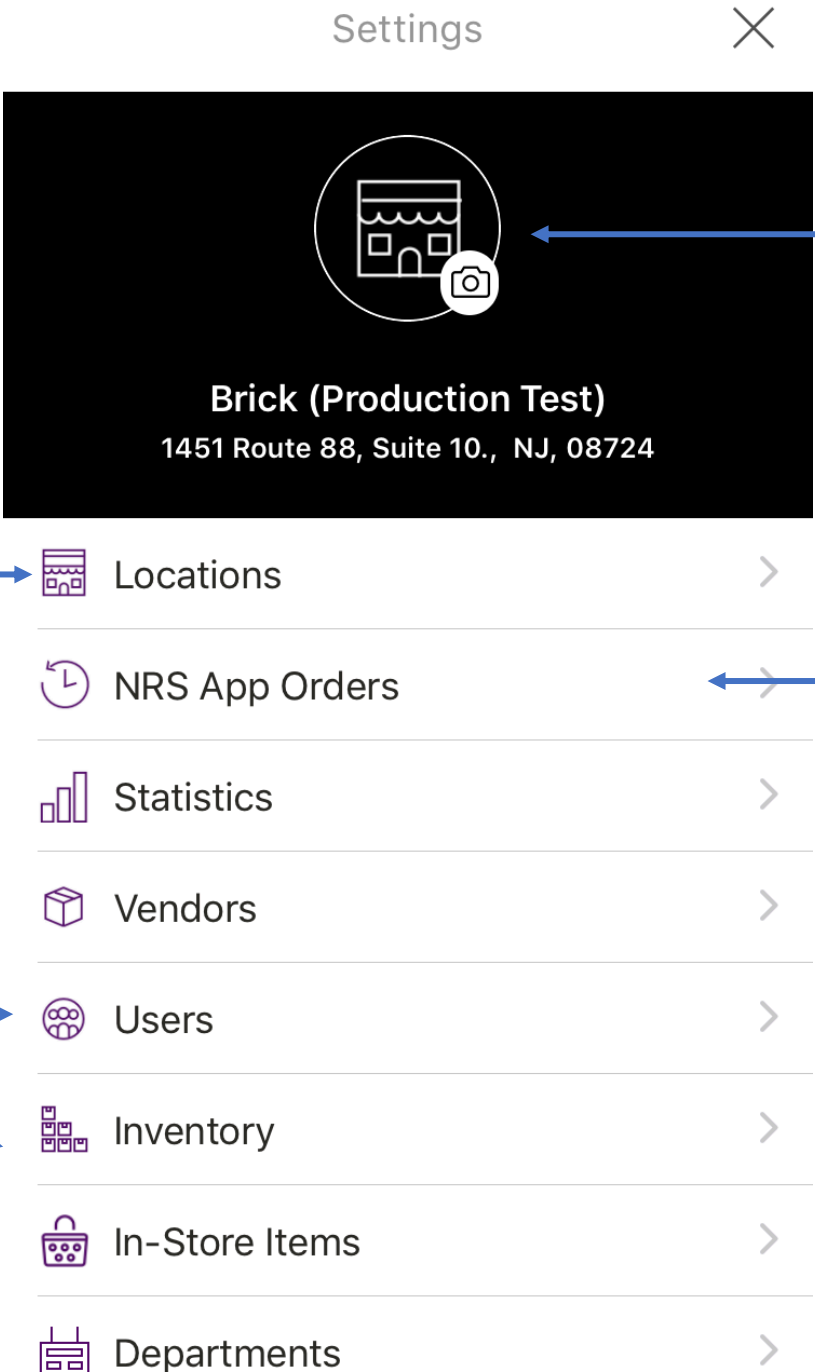 Settings
Brick (Production Test)
1451 Route 88, Suite 10.,  NJ, 08724
Locations
NRS App Orders
Statistics
Vendors
Users
Inventory
In-Store Items
Departments